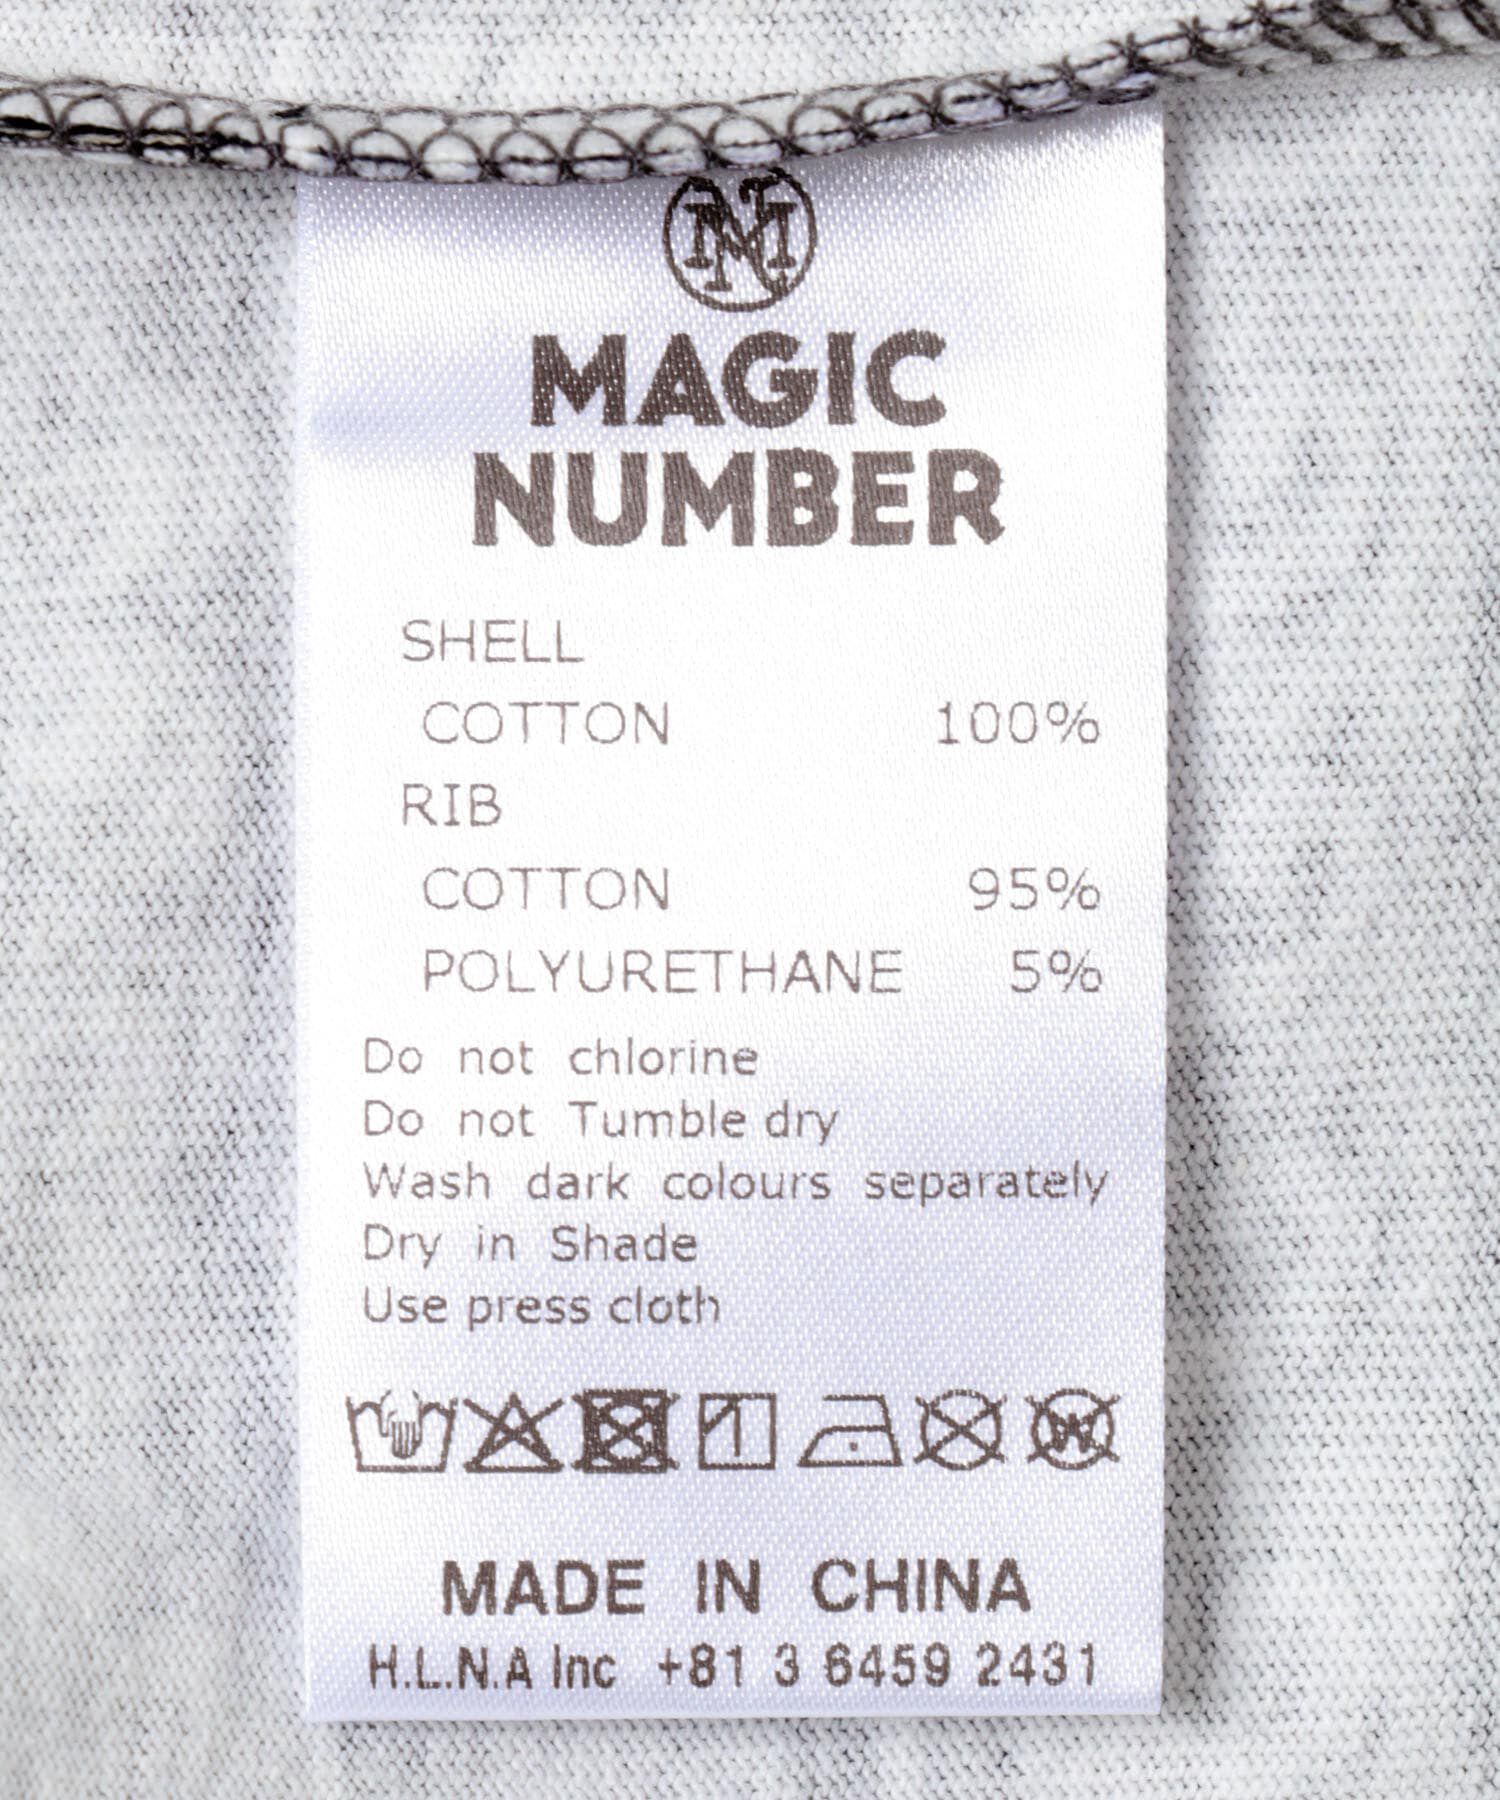 MAGIC
NUMBER
SHELL
COTTON 100%
RIB
COTTON 95%
POLYURETHANE 5%
Do not chlorine
Do not Tumble dry
Wash dark colours separately
Dry in Shade
Use press cloth
W
MADE IN CHINA
H.L.N.A Inc +81 3 6459 2431